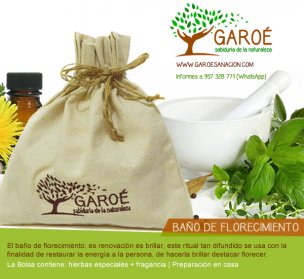 GAROÉ
sabiduría de la naturaleza
WWW.GAROESANACION.COM
Informes a 957 328 771 (WhatsApp)
GAROÉ
sabiduría de la naturaleza
BAÑO DE FLORECIMIENTO
El baño de florecimiento, es renovación es brillar, este ritual tan difundido se usa con la
finalidad de restaurar la energía a la persona, de hacerla brillar destacar florecer.
La Bolsa contiene: hierbas especiales + fragancia | Preparación en casa